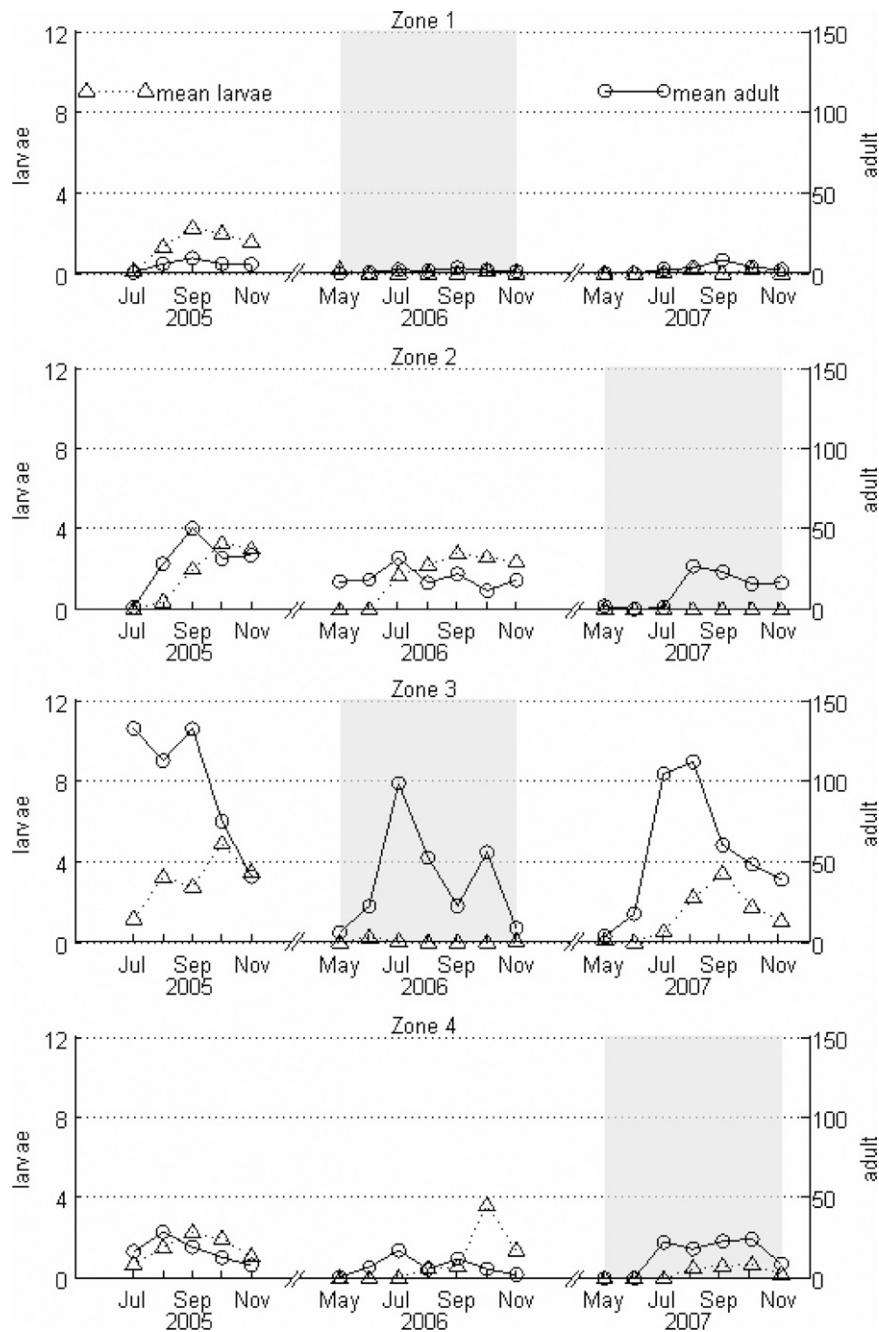 Zone 1
12 150
mean larvae mean adult
8 100
larvae adult
4 50
0 0
Jul Sep Nov May Jul Sep Nov May Jul Sep Nov
2005 2006 2007
Zone 2
12 150
8 100
larvae adult
4 50
0 0
Jul Sep Nov May Jul Sep Nov May Jul Sep Nov
2005 2006 2007
Zone 3
12 150
8 100
larvae adult
4 50
0 0
Jul Sep Nov May Jul Sep Nov May Jul Sep Nov
2005 2006 2007
Zone 4
12 150
8 100
larvae adult
4 50
0 0
Jul Sep Nov May Jul Sep Nov May Jul Sep Nov
2005 2006 2007